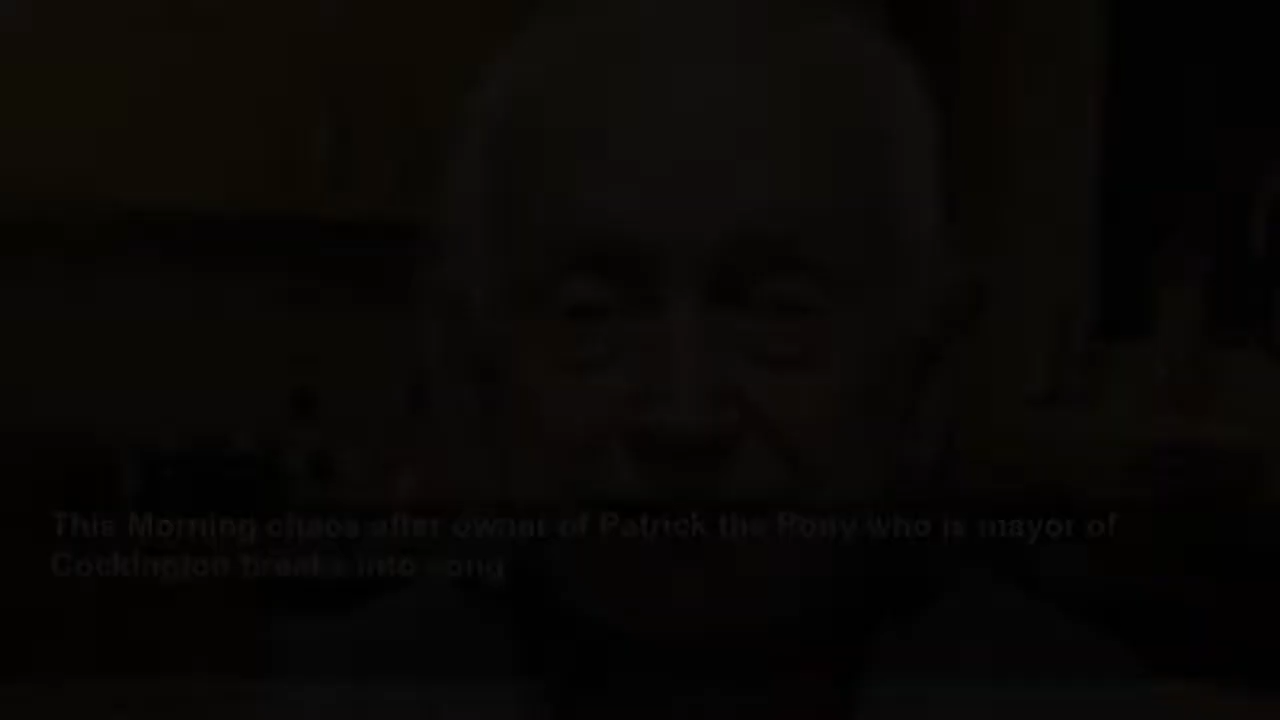 This Morning chaos after owner of Patrick the Pony who is mayor of
Cockington breaks into song